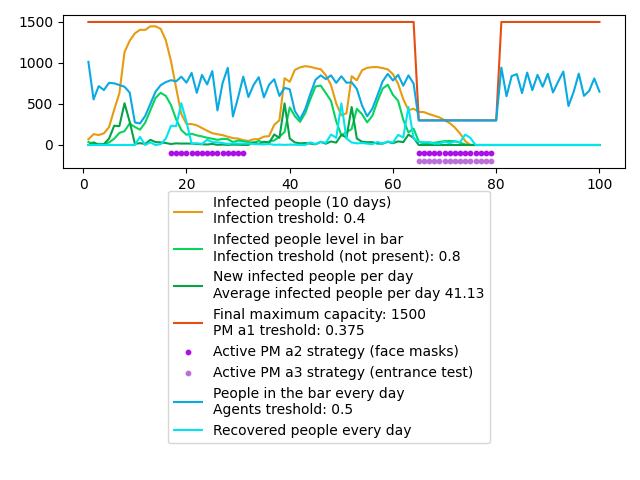 1500
1000
500
0
0 20 40 60 80 100
Infected people (10 days)
Infection treshold: 0.4
Infected people level in bar
Infection treshold (not present): 0.8
New infected people per day
Average infected people per day 41.13
Final maximum capacity: 1500
PM a1 treshold: 0.375
Active PM a2 strategy (face masks)
Active PM a3 strategy (entrance test)
People in the bar every day
Agents treshold: 0.5
Recovered people every day